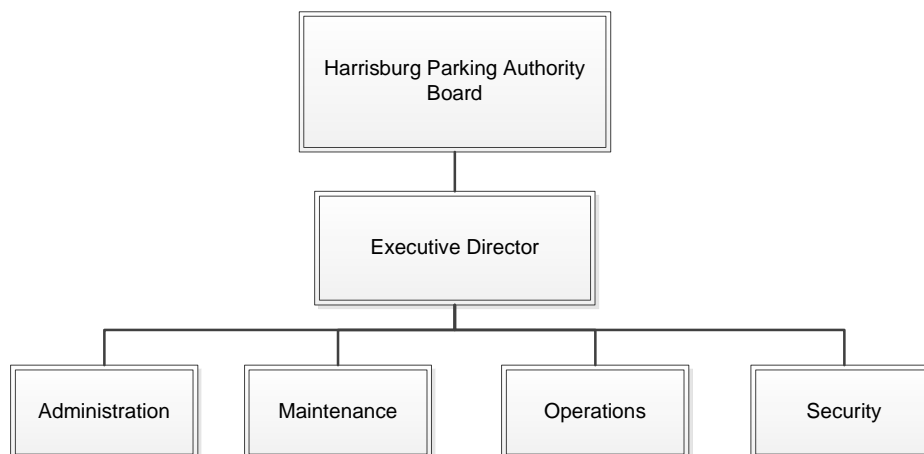 Harrisburg Parking Authority
Board
Executive Director
Administration
Maintenance
Operations
Security